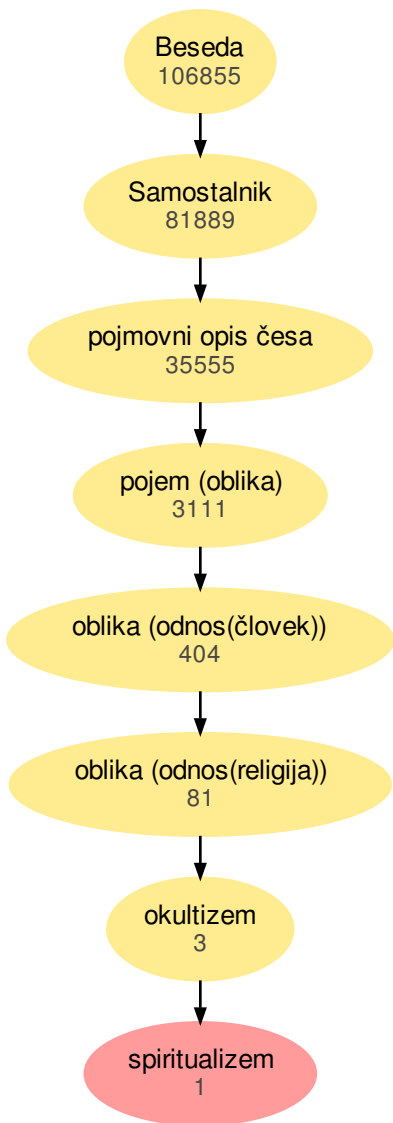 Beseda
106855
Samostalnik
81889
pojmovni opis česa
35555
pojem (oblika)
3111
oblika (odnos(človek))
404
oblika (odnos(religija))
81
okultizem
3
spiritualizem
1